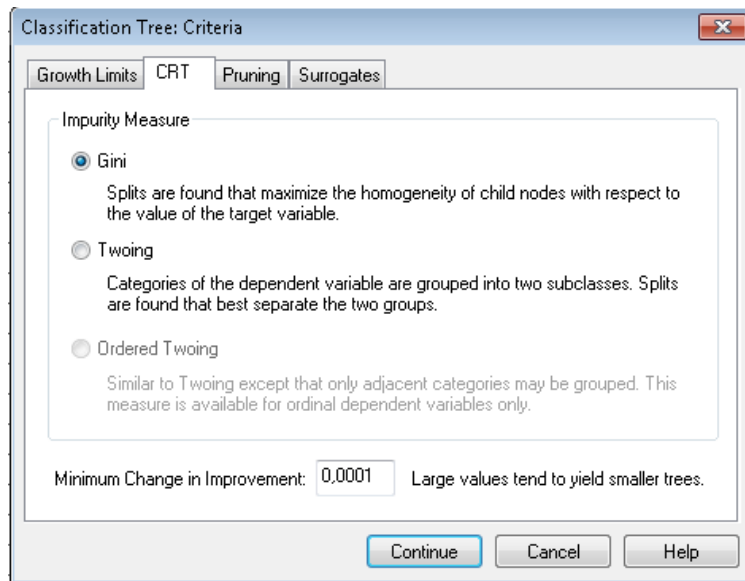 Classification Tree: Criteria
Growth Limits CRT Pruning Surrogates
Impurity Measure
Gini
Splits are found that maximize the homogeneity of child nodes with respect to
the value of the target variable.
Twoing
Categories of the dependent variable are grouped into two subclasses. Splits
are found that best separate the two groups.
Ordered Twoing
Similar to Twoing except that only adjacent categories may be grouped. This
measure is available for ordinal dependent variables only.
Minimum Change in Improvement: 0,0001 Large values tend to yield smaller trees.
Continue Cancel Help